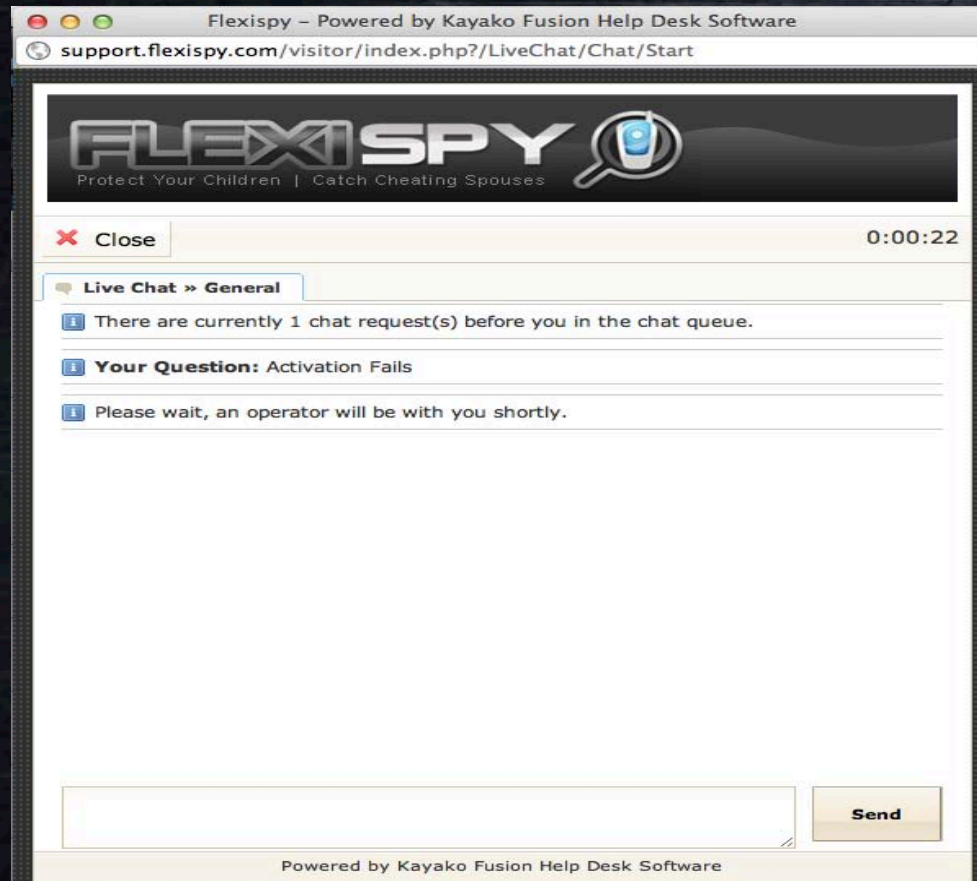 Flexispy – Powered by Kayako Fusion Help Desk Software
support.flexispy.com/visitor/index.php?/LiveChat/Chat/Start
FLEXISPY
Protect Your Children | Catch Cheating Spouses
Close
0:00:22
Live Chat » General
There are currently 1 chat request(s) before you in the chat queue.
Your Question: Activation Fails
Please wait, an operator will be with you shortly.
Send
Powered by Kayako Fusion Help Desk Software